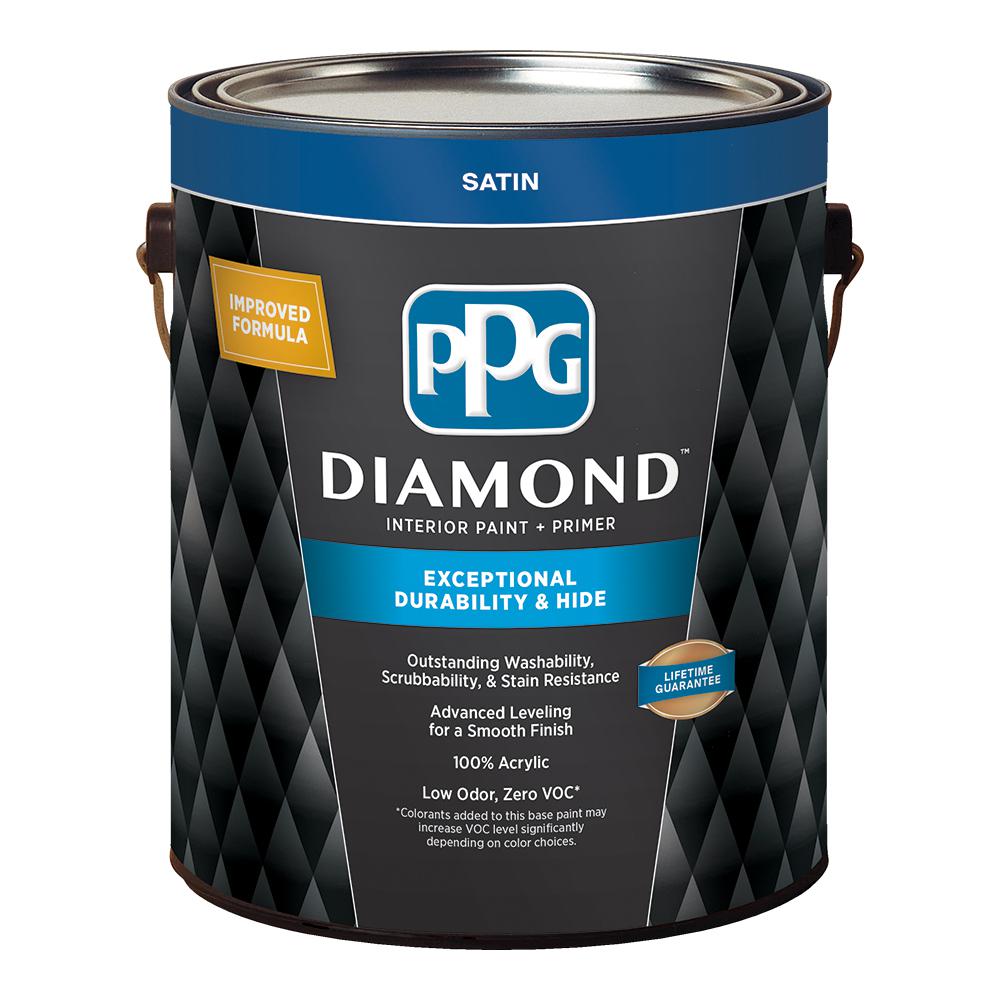 SATIN
IMPROVED
FORMULA
PPG
DIAMOND™
INTERIOR PAINT + PRIMER
EXCEPTIONAL
DURABILITY & HIDE
Outstanding Washability,
Scrubbability, & Stain Resistance
LIFETIME
GUARANTEE
Advanced Leveling
for a Smooth Finish
100% Acrylic
Low Odor, Zero VOC*
*Colorants added to this base paint may
increase VOC level significantly
depending on color choices.